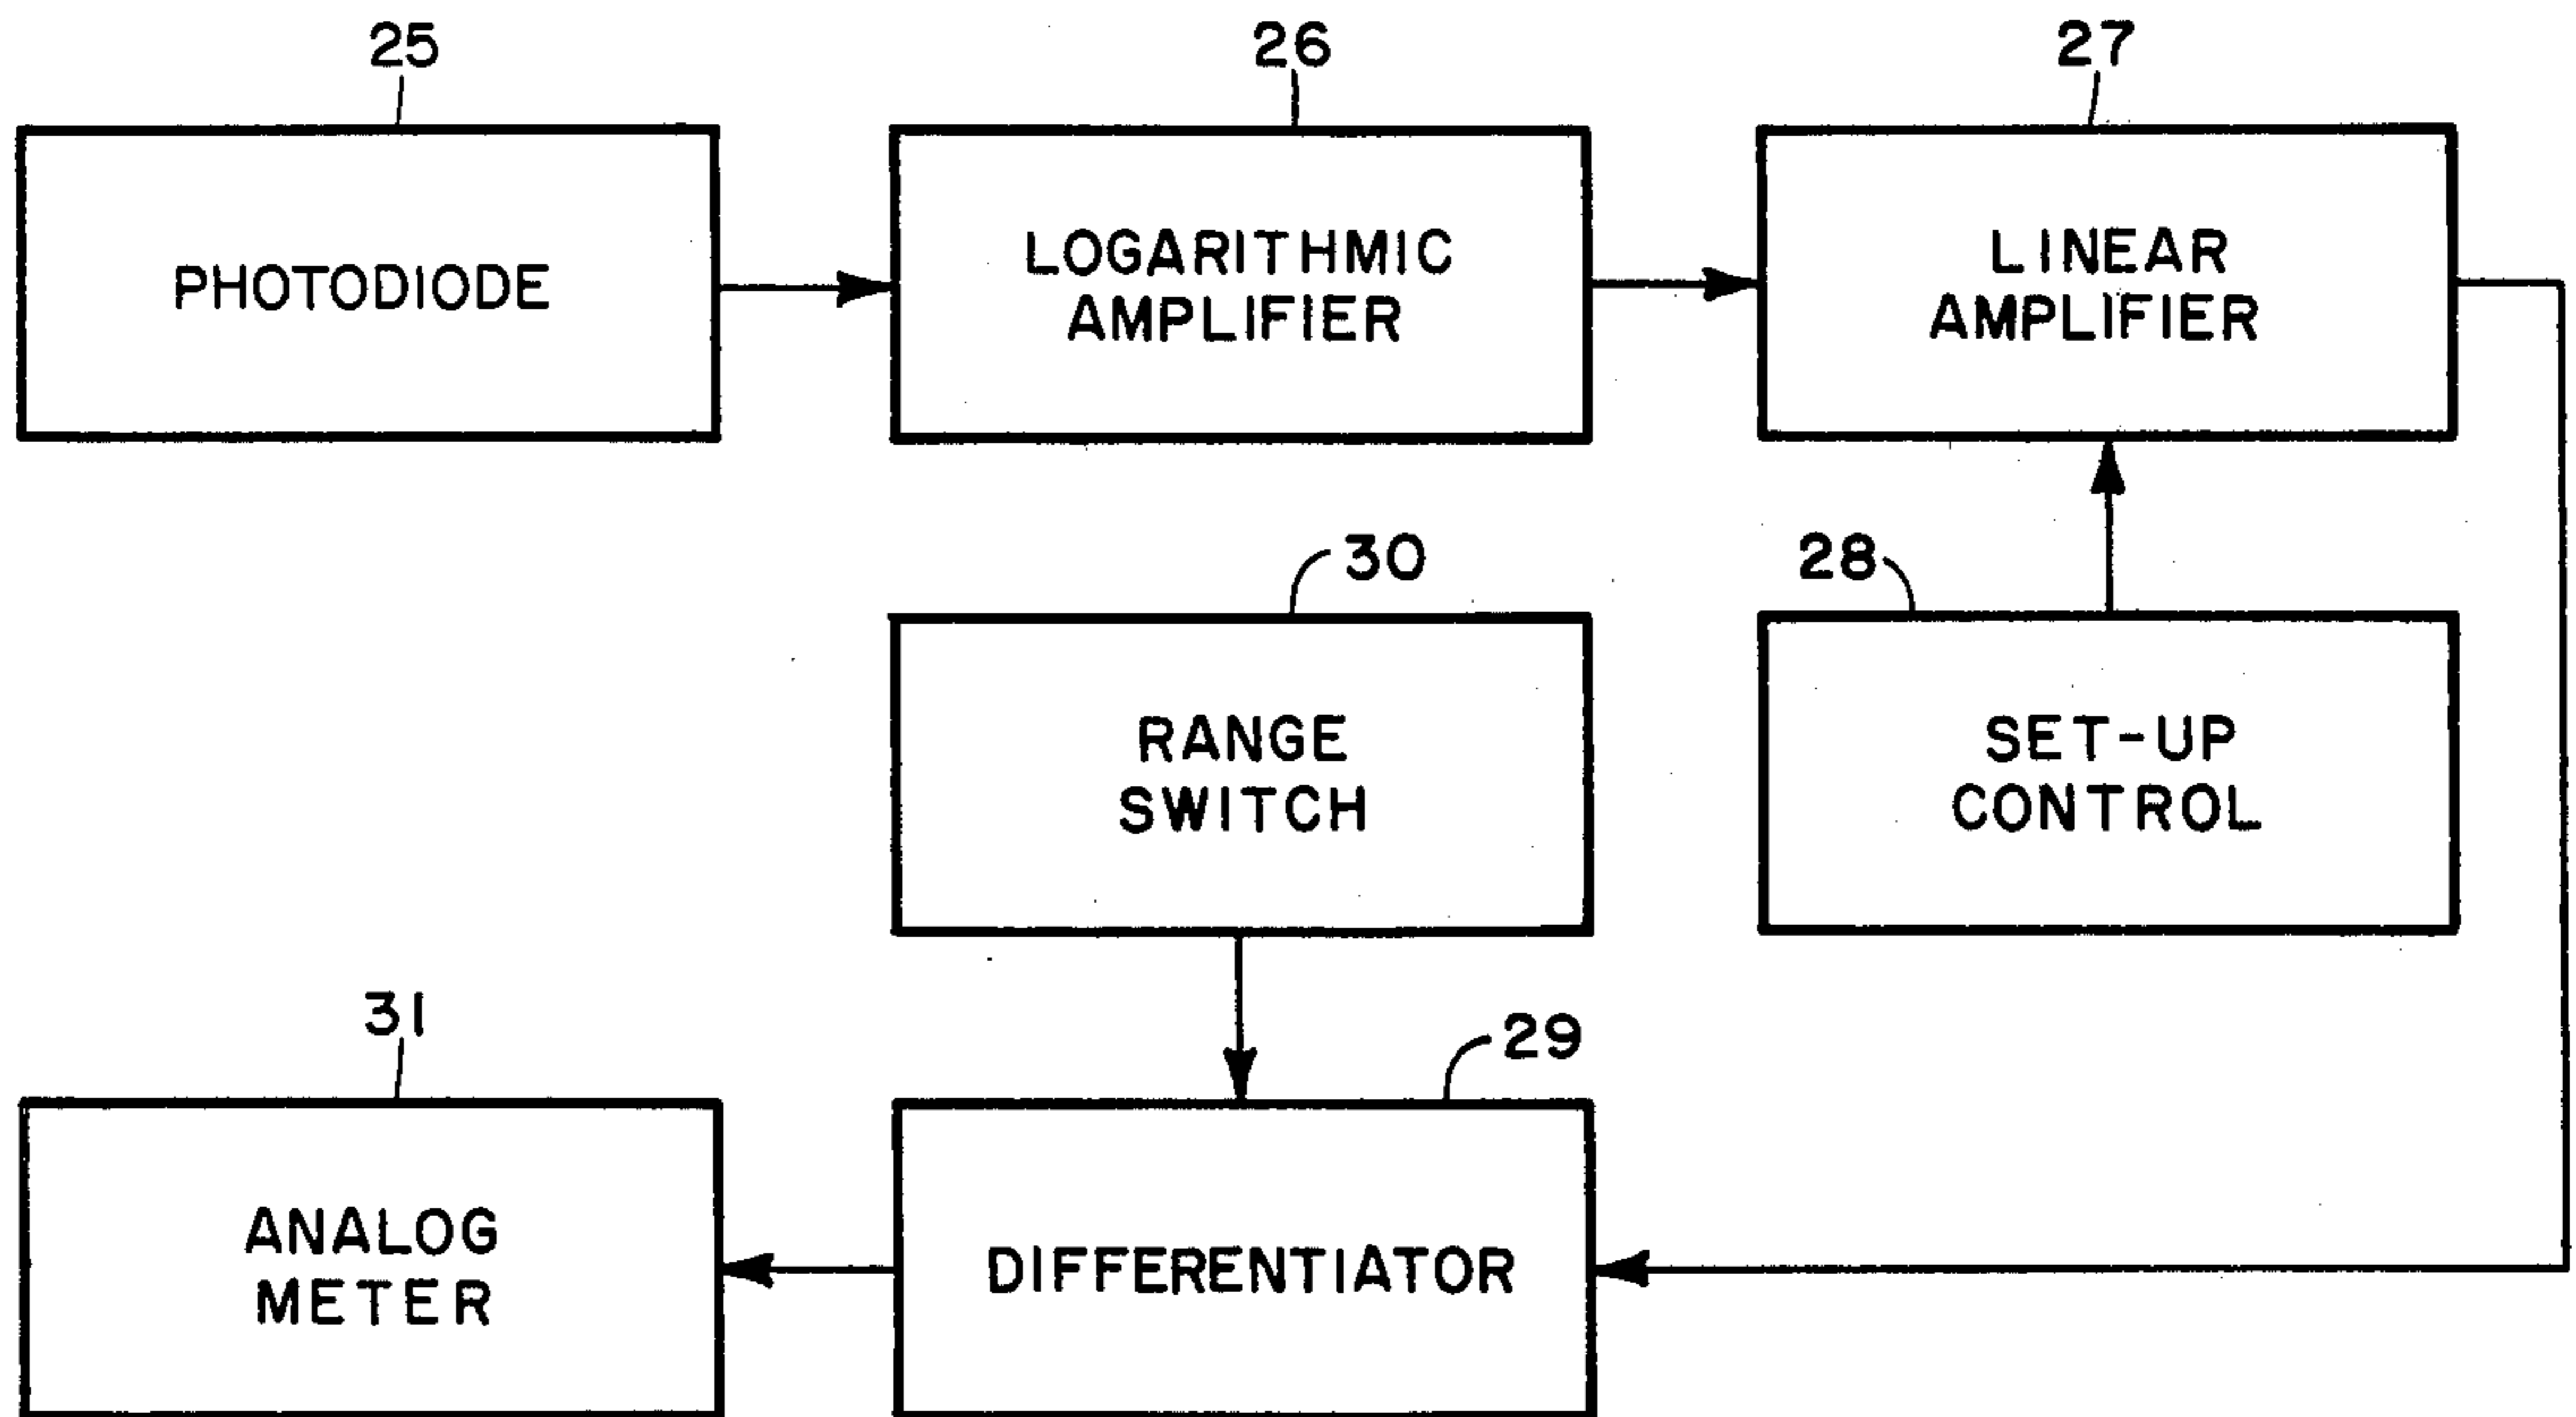 25
26
27
PHOTODIODE
LOGARITHMIC
AMPLIFIER
LINEAR
AMPLIFIER
30
28
RANGE
SWITCH
SET-UP
CONTROL
31
29
ANALOG
METER
DIFFERENTIATOR